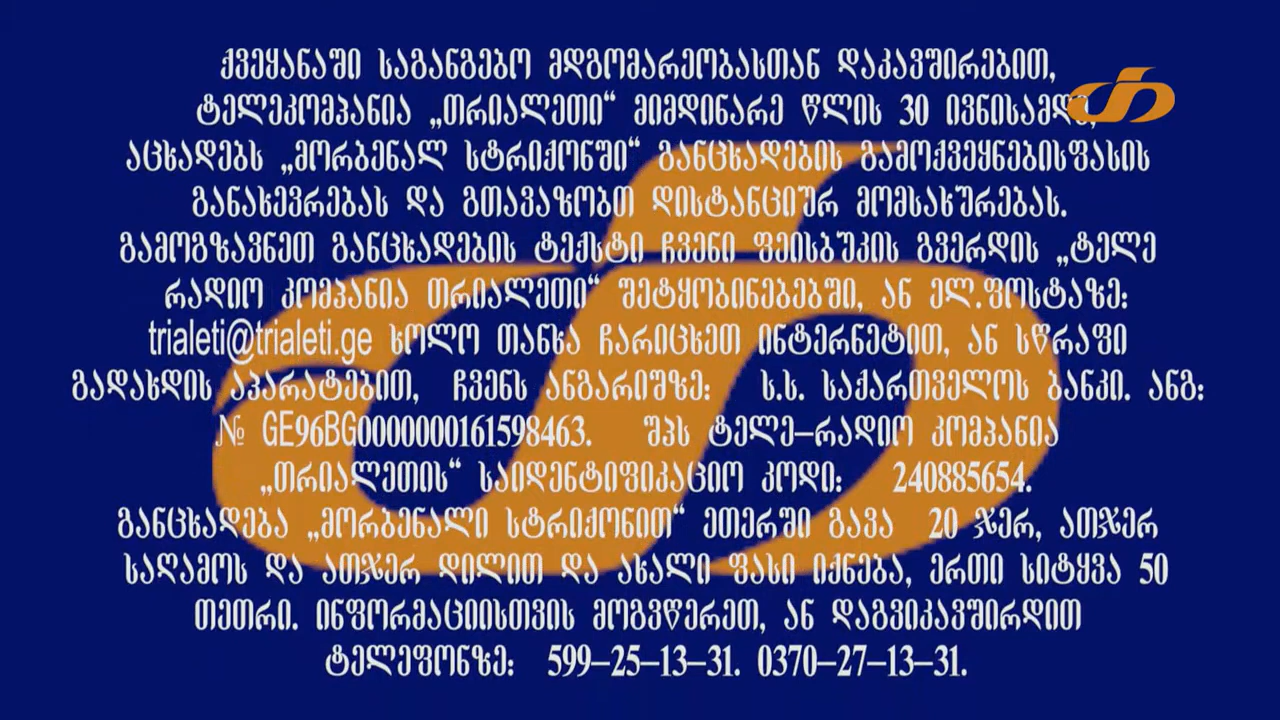 ქვეყანაში საგანგებო მდგომარეობასთან დაკავშირებით,
ტელეკომპანია „თრიალეთი“ მიმდინარე წლის 30 ივნისამდე,
აცხადებს „მორბენალ სტრიქონში“ განცხადების გამოქვეყნებისფასის
განახევრებას და გთავაზობთ დისტანციურ მომსახურებას.
გამოგზავნეთ განცხადების ტექსტი ჩვენი ფეისბუკის გვერდის „ტელე
რადიო კომპანია თრიალეთი“ შეტყობინებებში, ან ელ.ფოსტაზე:
trialeti@trialeti.ge ხოლო თანხა ჩარიცხეთ ინტერნეტით, ან სწრაფი
გადახდის აპარატებით, ჩვენს ანგარიშზე: ს.ს. საქართველოს ბანკი. ანგ:
№ GE96BG0000000161598463. შპს ტელე–რადიო კომპანია
„თრიალეთის“ საიდენტიფიკაციო კოდი: 240885654.
განცხადება „მორბენალი სტრიქონით“ ეთერში გავა 20 ჯერ, ათჯერ
საღამოს და ათჯერ დილით და ახალი ფასი იქნება, ერთი სიტყვა 50
თეთრი. ინფორმაციისთვის მოგვწერეთ, ან დაგვიკავშირდით
ტელეფონზე: 599–25–13–31. 0370–27–13–31.